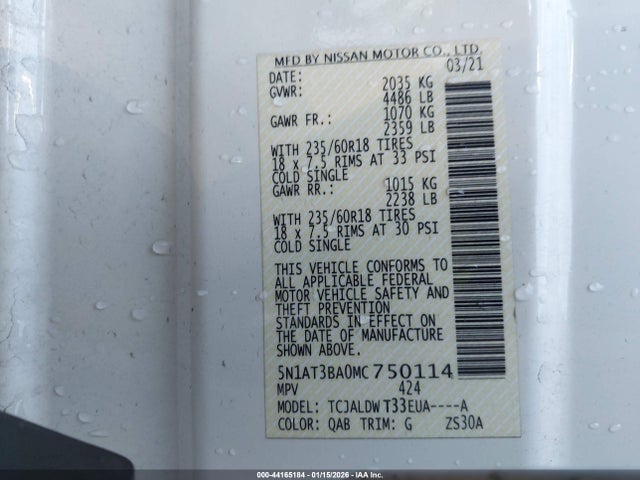 MFD BY NISSAN MOTOR CO., LTD.
DATE: 03/21
GVWR: 2035 KG
4486 LB
GAWR FR.: 1070 KG
2359 LB
WITH 235/60R18 TIRES
18 x 7.5 RIMS AT 33 PSI
COLD SINGLE
GAWR RR.: 1015 KG
2238 LB
WITH 235/60R18 TIRES
18 x 7.5 RIMS AT 30 PSI
COLD SINGLE
THIS VEHICLE CONFORMS TO
ALL APPLICABLE FEDERAL
MOTOR VEHICLE SAFETY AND
THEFT PREVENTION
STANDARDS IN EFFECT ON
THE DATE OF MANUFACTURE
SHOWN ABOVE.
5N1AT3BA0MC750114
MPV 424
MODEL: TCJALDW T33EUA----A
COLOR: QAB TRIM: G ZS30A
000-44165184 - 01/15/2026 - IAA Inc.